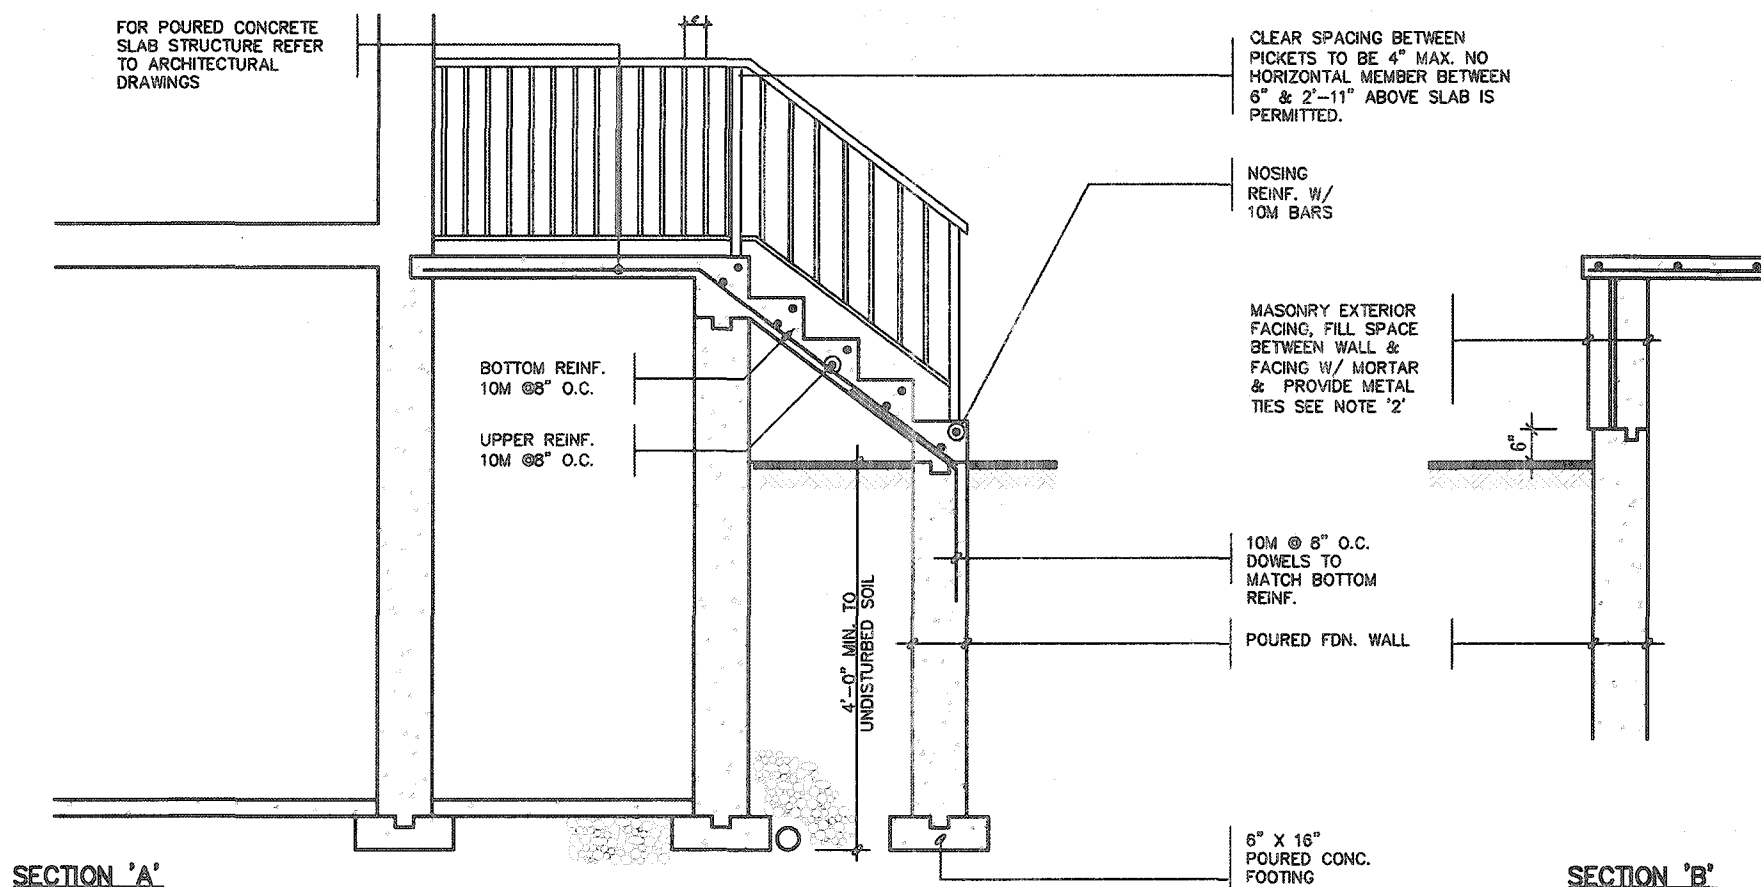 FOR POURED CONCRETE
SLAB STRUCTURE REFER
TO ARCHITECTURAL
DRAWINGS
CLEAR SPACING BETWEEN
PICKETS TO BE 4" MAX. NO
HORIZONTAL MEMBER BETWEEN
6" & 2'-11" ABOVE SLAB IS
PERMITTED.
NOSING
REINF. W/
10M BARS
MASONRY EXTERIOR
FACING, FILL SPACE
BETWEEN WALL &
FACING W/ MORTAR
& PROVIDE METAL
TIES SEE NOTE '2'
BOTTOM REINF.
10M @8" O.C.
UPPER REINF.
10M @8" O.C.
6"
10M @ 8" O.C.
DOWELS TO
MATCH BOTTOM
REINF.
4'-0" MIN. TO
UNDISTURBED SOIL
POURED FDN. WALL
6" X 16"
POURED CONC.
FOOTING
SECTION 'A'
SECTION 'B'